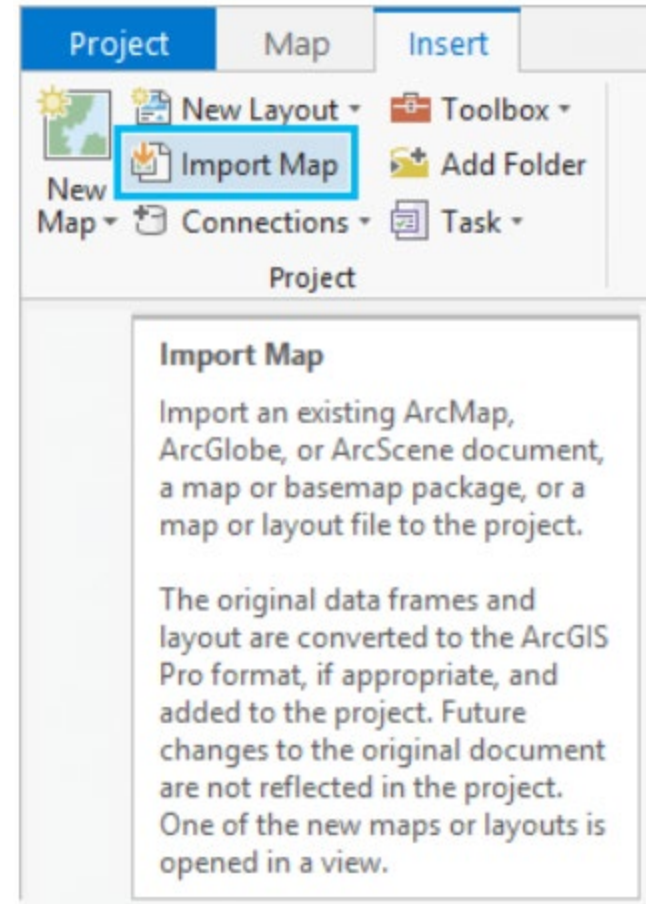 Project Map Insert
New Map
New Layout
Import Map
Connections
Toolbox
Add Folder
Task
Project
Import Map
Import an existing ArcMap,
ArcGlobe, or ArcScene document,
a map or basemap package, or a
map or layout file to the project.
The original data frames and
layout are converted to the ArcGIS
Pro format, if appropriate, and
added to the project. Future
changes to the original document
are not reflected in the project.
One of the new maps or layouts is
opened in a view.